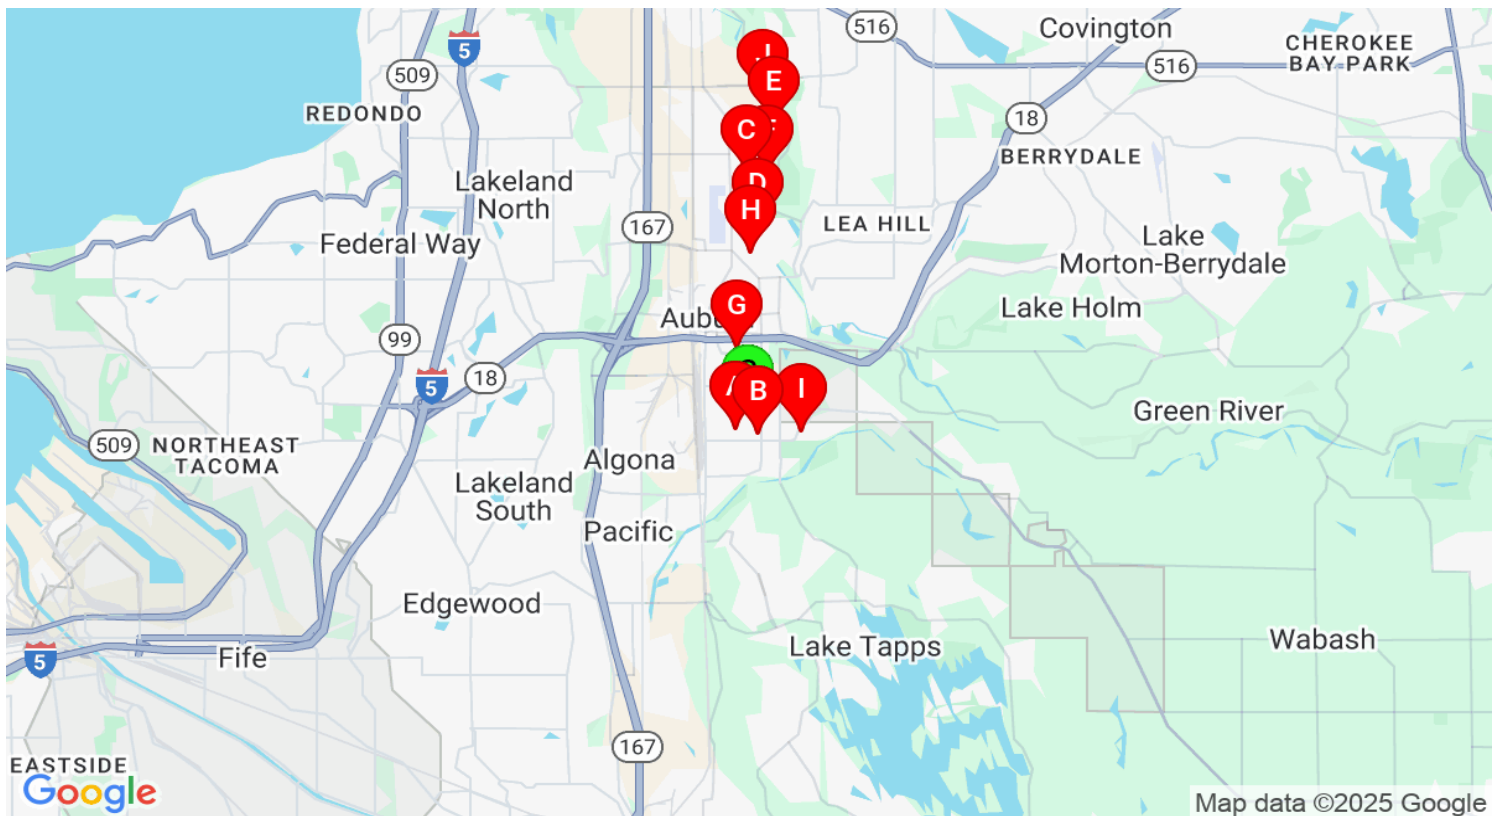 516
Covington
5
CHEROKEE
BAY PARK
509
516
J
E
REDONDO
18
C
F
BERRYDALE
Lakeland
North
D
H
167
LEA HILL
Federal Way
Lake
Morton-Berrydale
G
Lake Holm
99
18
5
A
B
I
Green River
509
NORTHEAST
TACOMA
Algona
Lakeland
South
Pacific
Edgewood
Lake Tapps
Wabash
5
Fife
167
EASTSIDE
Google
Map data ©2025 Google